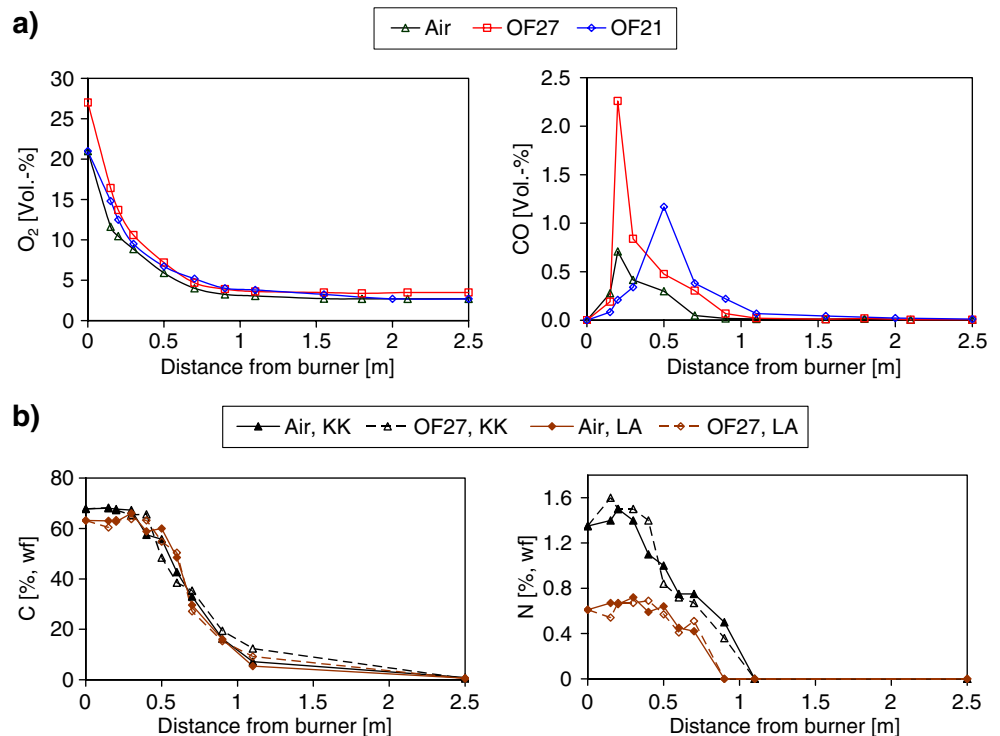 a)
Air OF27 OF21
O2 [Vol.-%]
30
25
20
15
10
5
0
0 0.5 1 1.5 2 2.5
Distance from burner [m]
CO [Vol.-%]
2.5
2.0
1.5
1.0
0.5
0.0
0 0.5 1 1.5 2 2.5
Distance from burner [m]
b)
Air, KK OF27, KK Air, LA OF27, LA
C [%, wf]
80
60
40
20
0
0 0.5 1 1.5 2 2.5
Distance from burner [m]
N [%, wf]
1.6
1.2
0.8
0.4
0
0 0.5 1 1.5 2 2.5
Distance from burner [m]